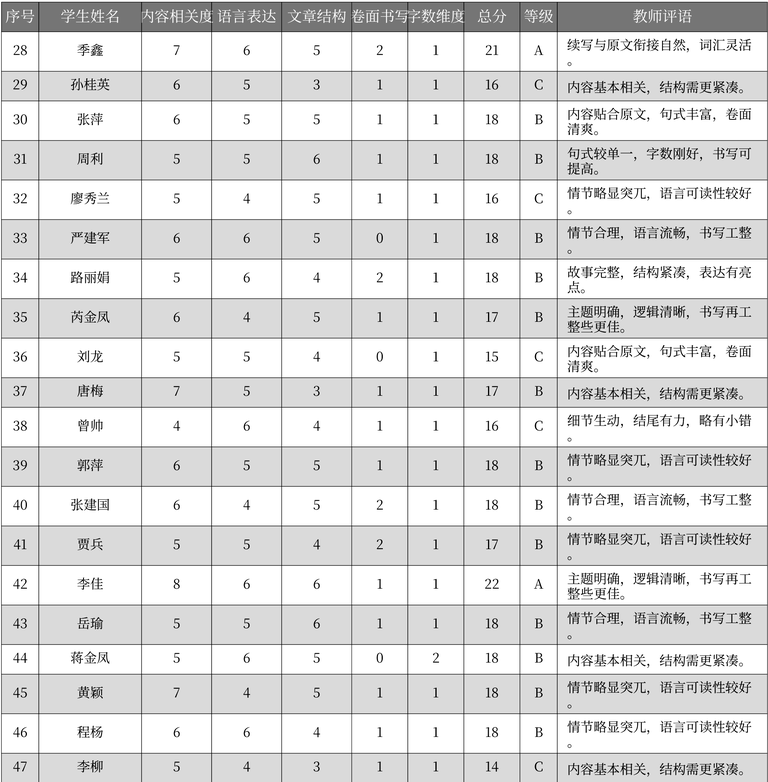 序号 学生姓名 内容相关度 语言表达 文章结构 卷面书写 字数维度 总分 等级 教师评语
28 季鑫 7 6 5 2 1 21 A 续写与原文衔接自然，词汇灵活
。
29 孙桂英 6 5 3 1 1 16 C 内容基本相关，结构需更紧凑。
30 张萍 6 5 5 1 1 18 B 内容贴合原文，句式丰富，卷面
清爽。
31 周利 5 5 6 1 1 18 B 句式较单一，字数刚好，书写可
提高。
32 廖秀兰 5 4 5 1 1 16 C 情节略显突兀，语言可读性较好
。
33 严建军 6 6 5 0 1 18 B 情节合理，语言流畅，书写工整
。
34 路丽娟 5 6 4 2 1 18 B 故事完整，结构紧凑，表达有亮
点。
35 芮金凤 6 4 5 1 1 17 B 主题明确，逻辑清晰，书写再工
整些更佳。
36 刘龙 5 5 4 0 1 15 C 内容贴合原文，句式丰富，卷面
清爽。
37 唐梅 7 5 3 1 1 17 B 内容基本相关，结构需更紧凑。
38 曾帅 4 6 4 1 1 16 C 细节生动，结尾有力，略有小错
。
39 郭萍 6 5 5 1 1 18 B 情节略显突兀，语言可读性较好
。
40 张建国 6 4 5 2 1 18 B 情节合理，语言流畅，书写工整
。
41 贾兵 5 5 4 2 1 17 B 情节略显突兀，语言可读性较好
。
42 李佳 8 6 6 1 1 22 A 主题明确，逻辑清晰，书写再工
整些更佳。
43 岳瑜 5 5 6 1 1 18 B 情节合理，语言流畅，书写工整
。
44 蒋金凤 5 6 5 0 2 18 B 内容基本相关，结构需更紧凑。
45 黄颖 7 4 5 1 1 18 B 情节略显突兀，语言可读性较好
。
46 程杨 6 6 4 1 1 18 B 情节略显突兀，语言可读性较好
。
47 李柳 5 4 3 1 1 14 C 内容基本相关，结构需更紧凑。